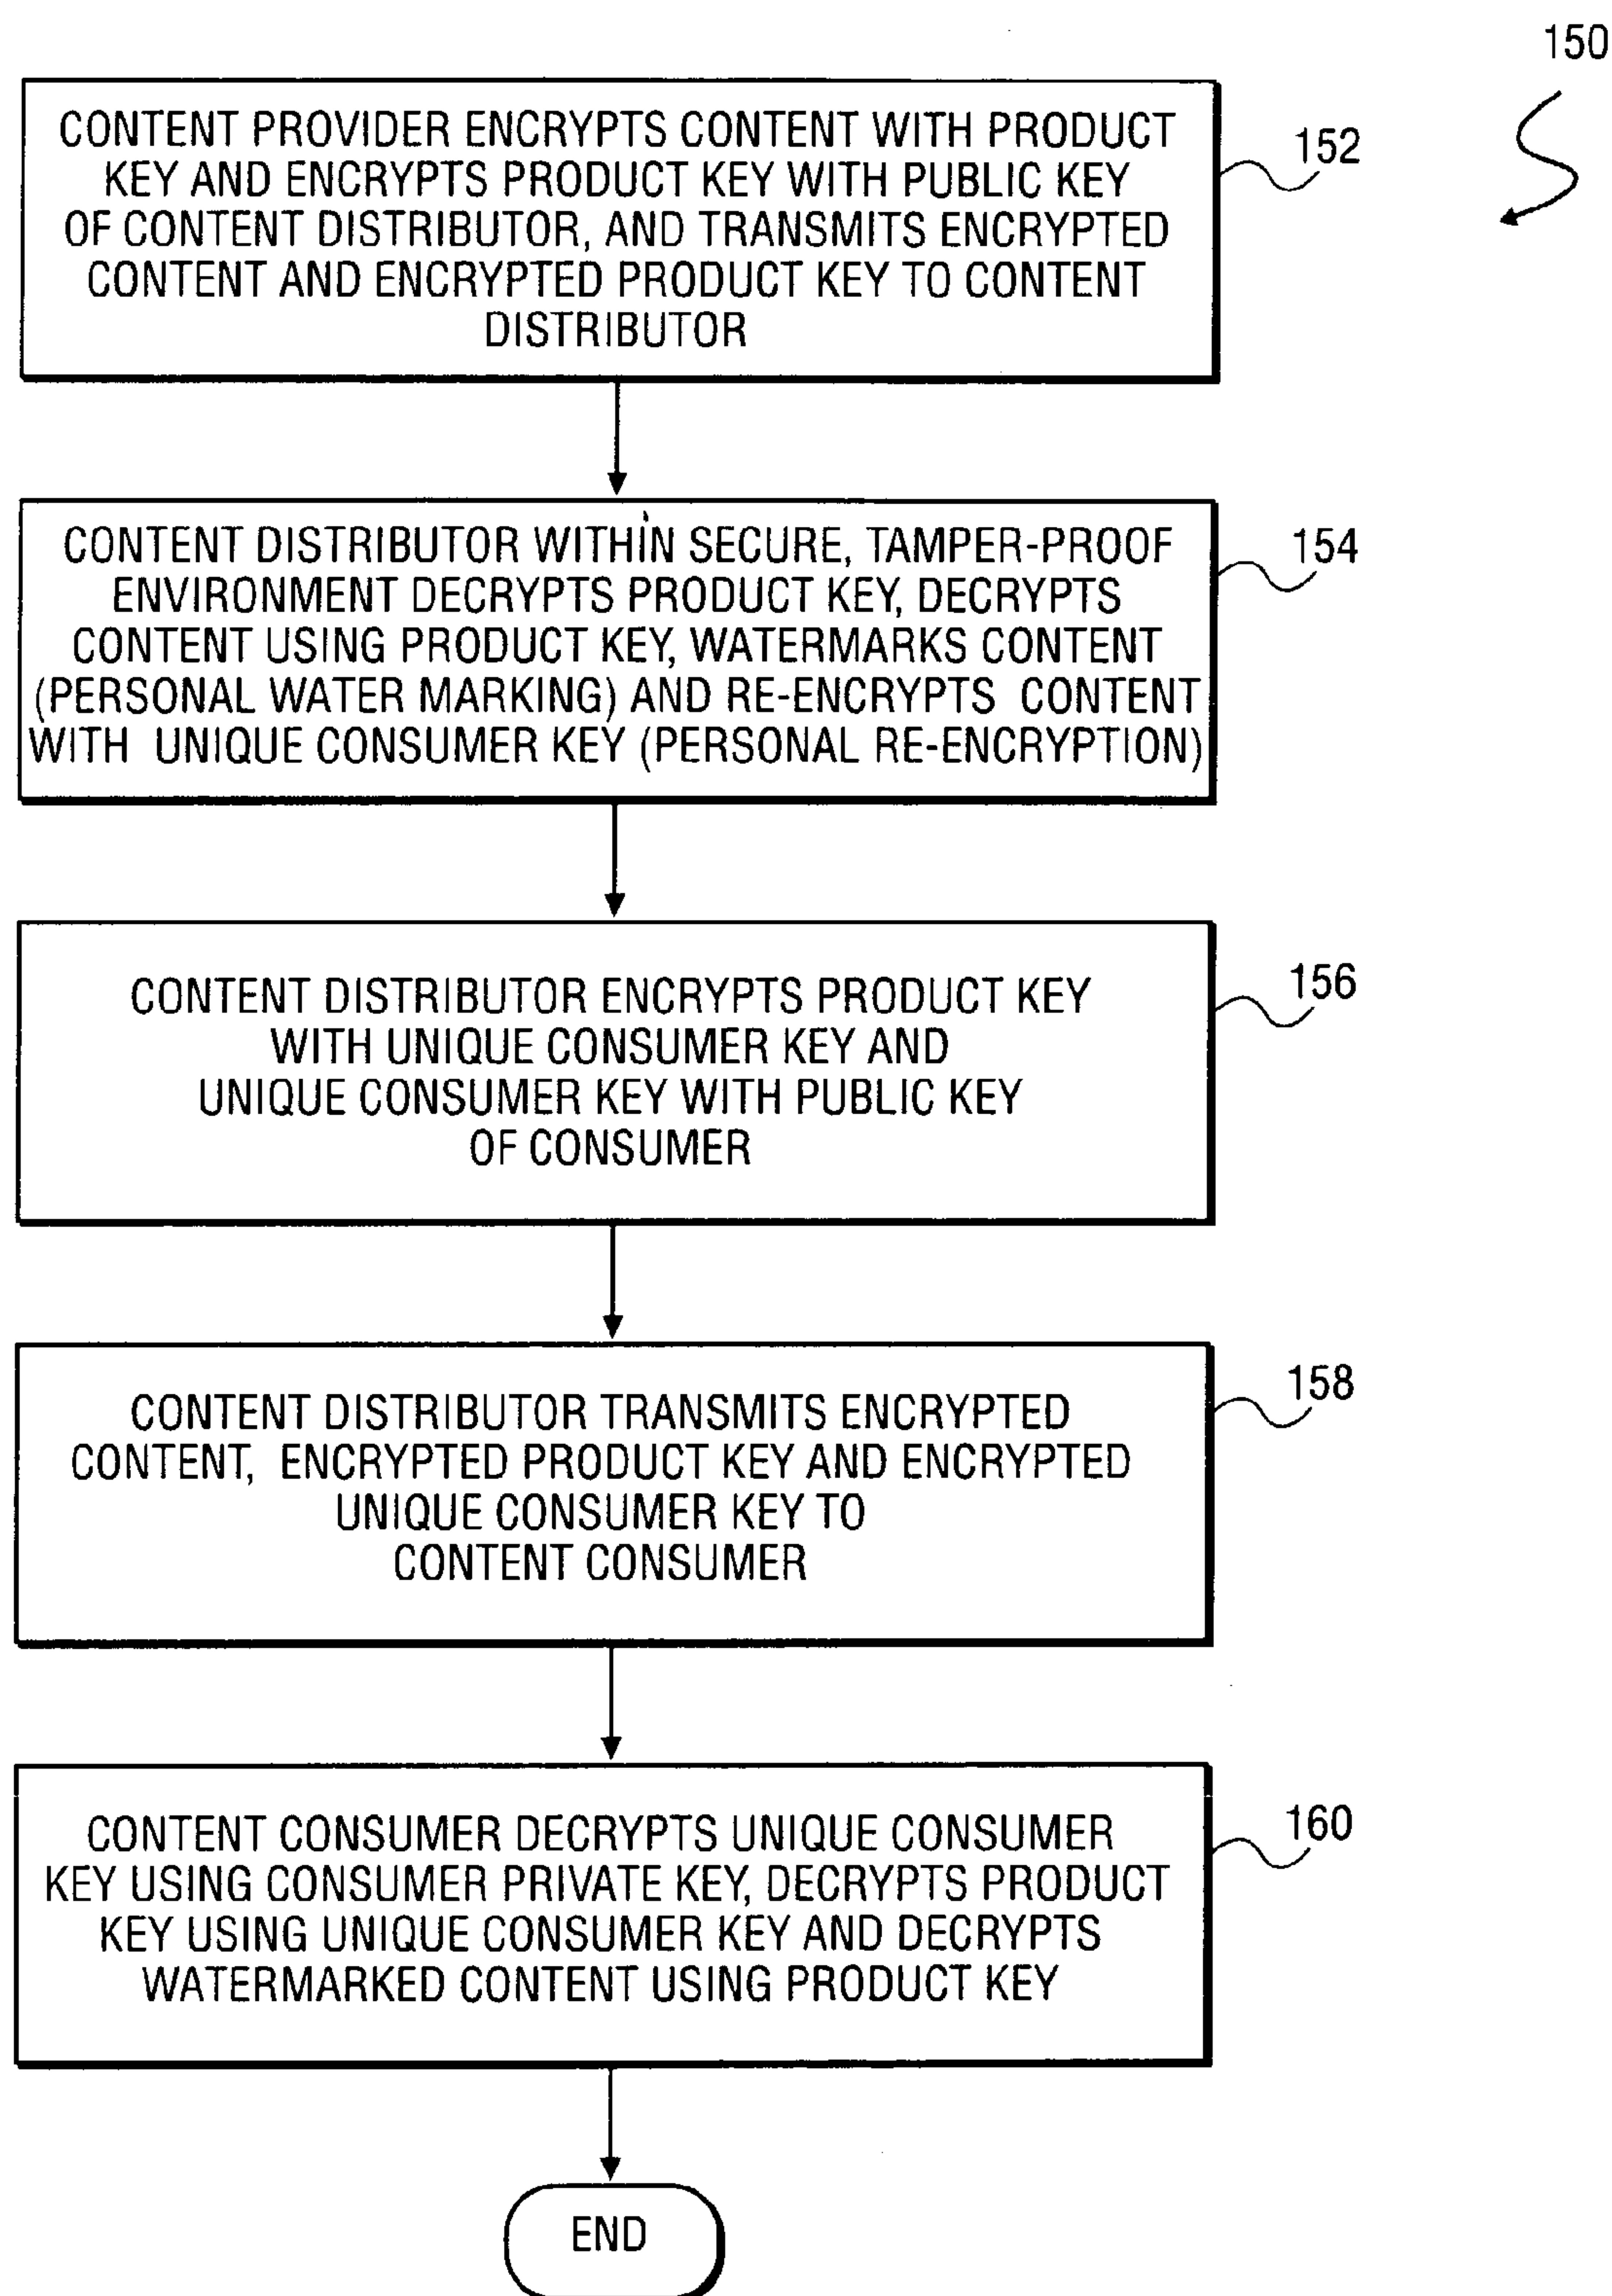 150
CONTENT PROVIDER ENCRYPTS CONTENT WITH PRODUCT
KEY AND ENCRYPTS PRODUCT KEY WITH PUBLIC KEY
OF CONTENT DISTRIBUTOR, AND TRANSMITS ENCRYPTED
CONTENT AND ENCRYPTED PRODUCT KEY TO CONTENT
DISTRIBUTOR
152
CONTENT DISTRIBUTOR WITHIN SECURE, TAMPER-PROOF
ENVIRONMENT DECRYPTS PRODUCT KEY, DECRYPTS
CONTENT USING PRODUCT KEY, WATERMARKS CONTENT
(PERSONAL WATER MARKING) AND RE-ENCRYPTS CONTENT
WITH UNIQUE CONSUMER KEY (PERSONAL RE-ENCRYPTION)
154
CONTENT DISTRIBUTOR ENCRYPTS PRODUCT KEY
WITH UNIQUE CONSUMER KEY AND
UNIQUE CONSUMER KEY WITH PUBLIC KEY
OF CONSUMER
156
CONTENT DISTRIBUTOR TRANSMITS ENCRYPTED
CONTENT, ENCRYPTED PRODUCT KEY AND ENCRYPTED
UNIQUE CONSUMER KEY TO
CONTENT CONSUMER
158
CONTENT CONSUMER DECRYPTS UNIQUE CONSUMER
KEY USING CONSUMER PRIVATE KEY, DECRYPTS PRODUCT
KEY USING UNIQUE CONSUMER KEY AND DECRYPTS
WATERMARKED CONTENT USING PRODUCT KEY
160
END